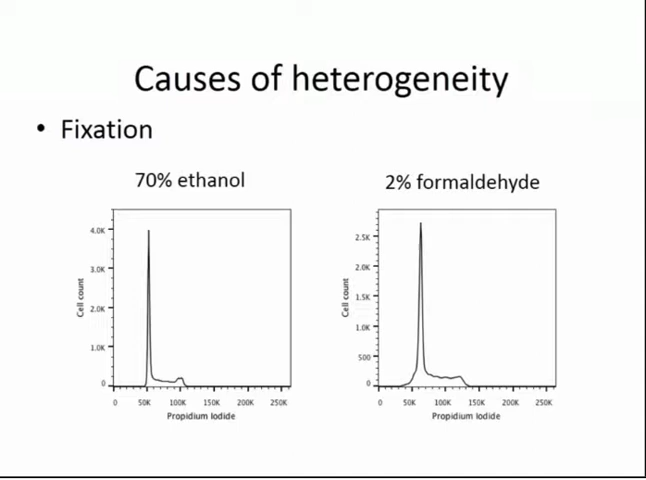 Causes of heterogeneity
• Fixation
70% ethanol
2% formaldehyde
4.0K
3.0K
2.0K
1.0K
0
Cell count
0 50K 100K 150K 200K 250K
Propidium Iodide
2.5K
2.0K
1.5K
1.0K
500
0
Cell count
0 50K 100K 150K 200K 250K
Propidium Iodide